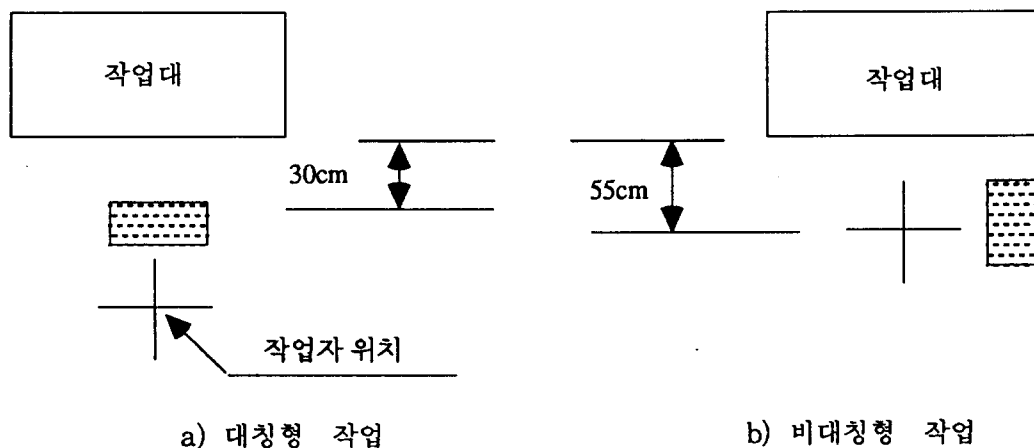 작업대
작업대
30cm
55cm
작업자 위치
a) 대칭형 작업
b) 비대칭형 작업